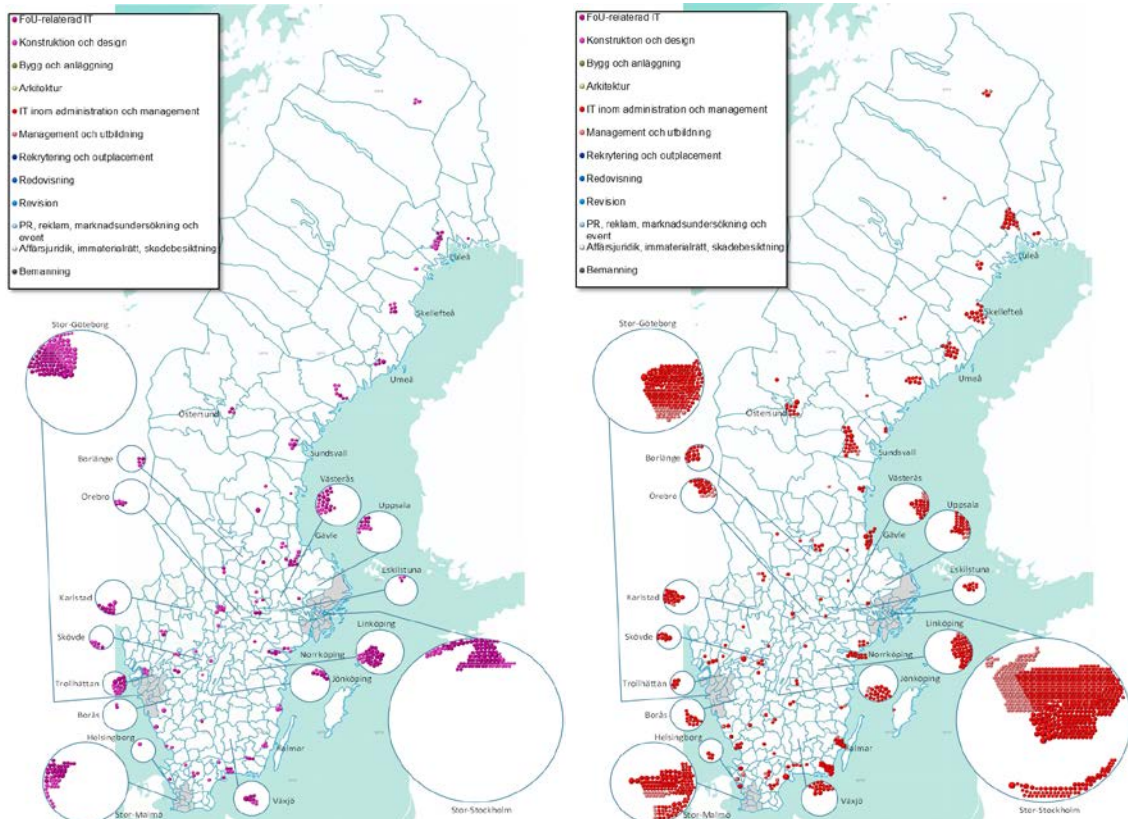 FoU-relaterad IT
Konstruktion och design
Bygg och anläggning
Arkitektur
IT inom administration och management
Management och utbildning
Rekrytering och outplacement
Redovisning
Revision
PR, reklam, marknadsundersökning och
event
Affärsjuridik, immaterialrätt, skadebesiktning
Bemanning
Luleå
Skellefteå
Stor-Göteborg
Umeå
Östersund
Sundsvall
Borlänge
Västerås
Örebro
Uppsala
Gävle
Eskilstuna
Karlstad
Linköping
Skövde
Norrköping
Trollhättan
Jönköping
Borås
Helsingborg
Kalmar
Växjö
Stor-Malmö
Stor-Stockholm
FoU-relaterad IT
Konstruktion och design
Bygg och anläggning
Arkitektur
IT inom administration och management
Management och utbildning
Rekrytering och outplacement
Redovisning
Revision
PR, reklam, marknadsundersökning och
event
Affärsjuridik, immaterialrätt, skadebesiktning
Bemanning
Luleå
Skellefteå
Stor-Göteborg
Umeå
Östersund
Sundsvall
Borlänge
Västerås
Örebro
Uppsala
Gävle
Eskilstuna
Karlstad
Linköping
Skövde
Norrköping
Trollhättan
Jönköping
Borås
Helsingborg
Kalmar
Växjö
Stor-Malmö
Stor-Stockholm